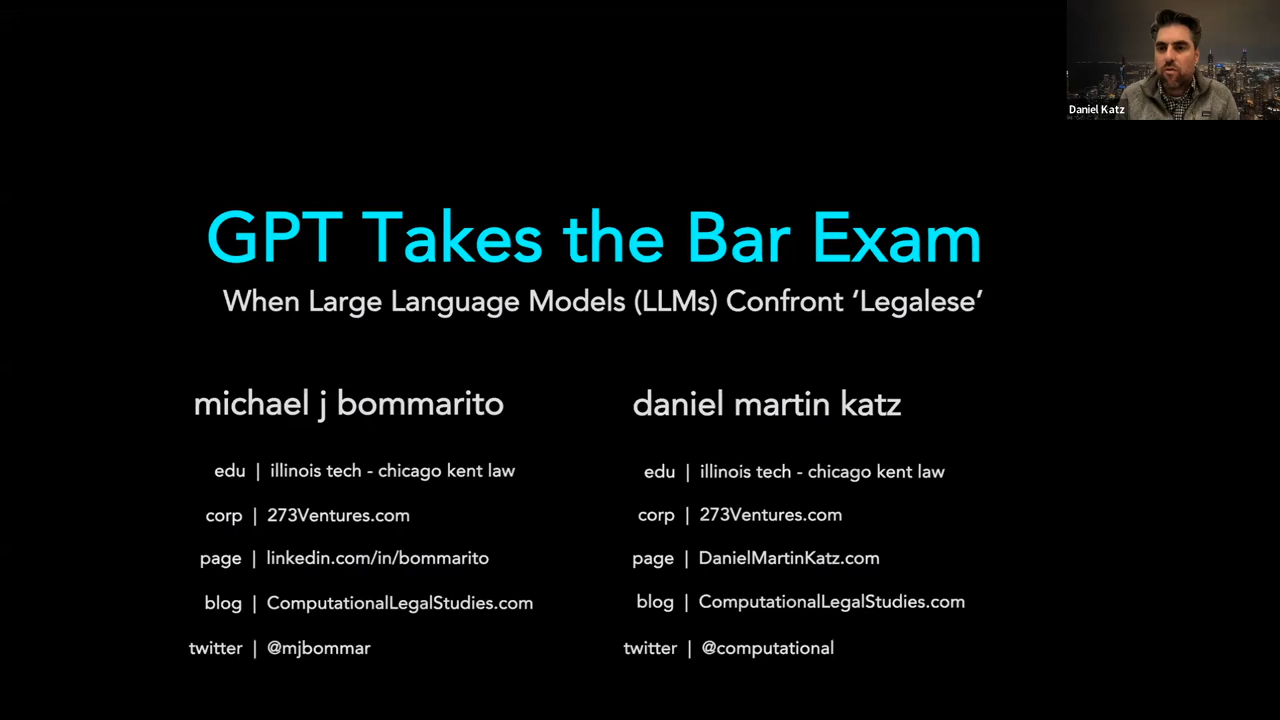 Daniel Katz
GPT Takes the Bar Exam
When Large Language Models (LLMs) Confront ‘Legalese’
michael j bommarito
edu | illinois tech - chicago kent law
corp | 273Ventures.com
page | linkedin.com/in/bommarito
blog | ComputationalLegalStudies.com
twitter | @mjbommar
daniel martin katz
edu | illinois tech - chicago kent law
corp | 273Ventures.com
page | DanielMartinKatz.com
blog | ComputationalLegalStudies.com
twitter | @computational